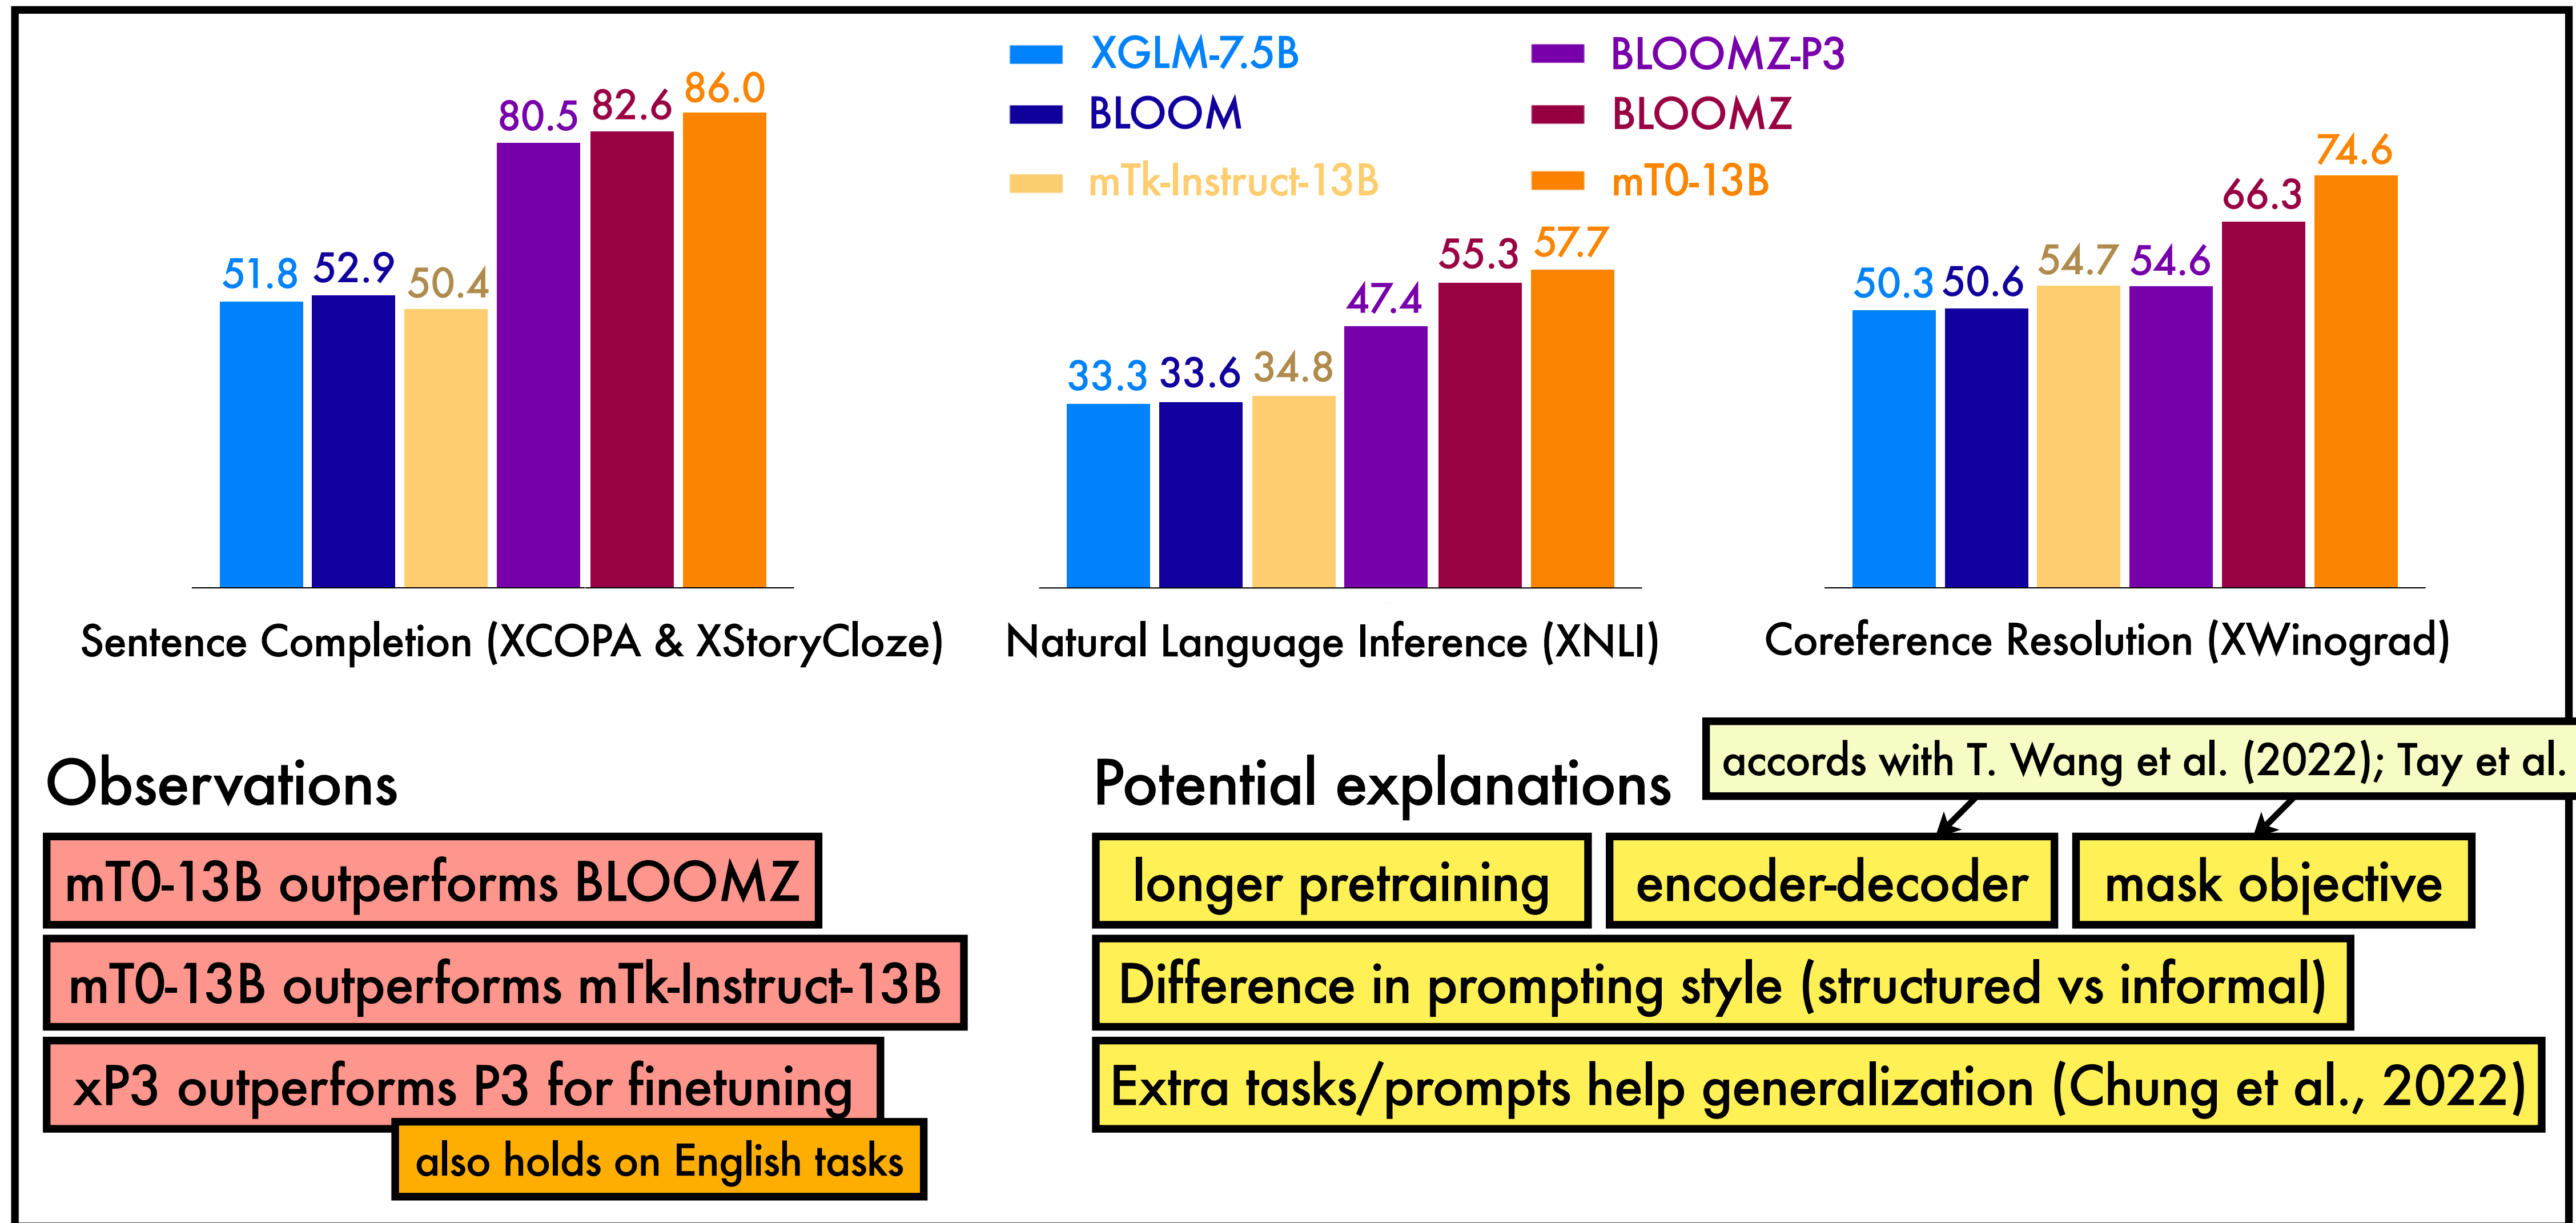 XGLM-7.5B
BLOOM
mTk-Instruct-13B
BLOOMZ-P3
BLOOMZ
mT0-13B
51.8
52.9
50.4
80.5
82.6
86.0
Sentence Completion (XCOPA & XStoryCloze)
33.3
33.6
34.8
47.4
55.3
57.7
Natural Language Inference (XNLI)
50.3
50.6
54.7
54.6
66.3
74.6
Coreference Resolution (XWinograd)
Observations
mT0-13B outperforms BLOOMZ
mT0-13B outperforms mTk-Instruct-13B
xP3 outperforms P3 for finetuning
also holds on English tasks
Potential explanations
accords with T. Wang et al. (2022); Tay et al.
longer pretraining
encoder-decoder
mask objective
Difference in prompting style (structured vs informal)
Extra tasks/prompts help generalization (Chung et al., 2022)